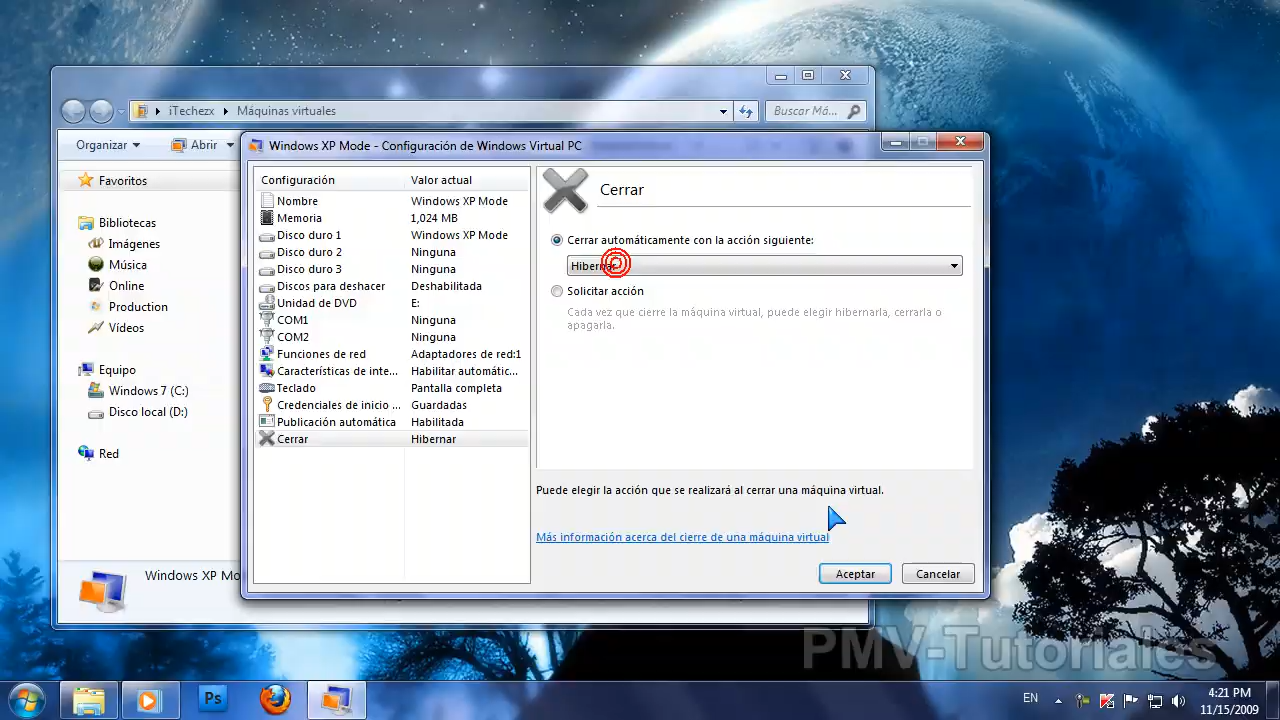 iTechezx
Máquinas virtuales
Buscar Má...
Organizar
Abrir
Windows XP Mode - Configuración de Windows Virtual PC
Favoritos
Bibliotecas
Imágenes
Música
Online
Producion
Vídeos
Equipo
Windows 7 (C:)
Disco local (D:)
Red
Windows XP Mo
Configuración Valor actual
Nombre Windows XP Mode
Memoria 1,024 MB
Disco duro 1 Windows XP Mode
Disco duro 2 Ninguna
Disco duro 3 Ninguna
Discos para deshacer Deshabilitada
Unidad de DVD E:
COM1 Ninguna
COM2 Ninguna
Funciones de red Adaptadores de red:1
Características de inte... Habilitar automátic...
Teclado Pantalla completa
Credenciales de inicio ... Guardadas
Publicación automática Habilitada
Cerrar Hibernar
Cerrar
Cerrar automáticamente con la acción siguiente:
Hibernar
Solicitar acción
Cada vez que cierre la máquina virtual, puede elegir hibernarla, cerrarla o
apagarla.
Puede elegir la acción que se realizará al cerrar una máquina virtual.
Más información acerca del cierre de una máquina virtual
Aceptar
Cancelar
PMV-Tutoriales
Ps
EN
4:21 PM
11/15/2009